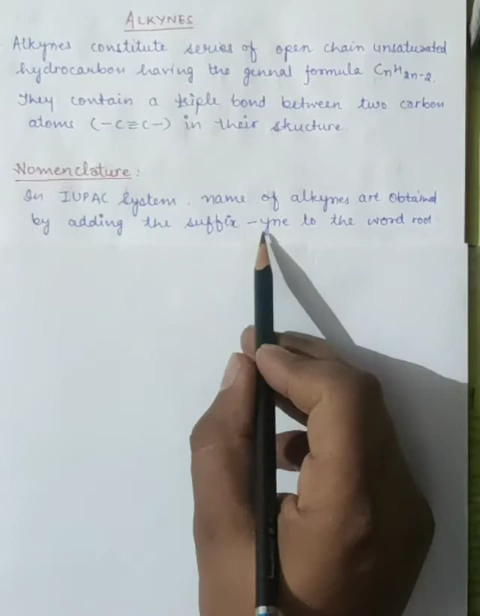 ALKYNES
Alkynes constitute series of open chain unsaturated
hydrocarbon having the general formula CnH2n-2.
They contain a triple bond between two carbon
atoms (-C≡C-) in their structure.
Nomenclature:
In IUPAC System, name of alkynes are obtained
by adding the suffix -yne to the word root